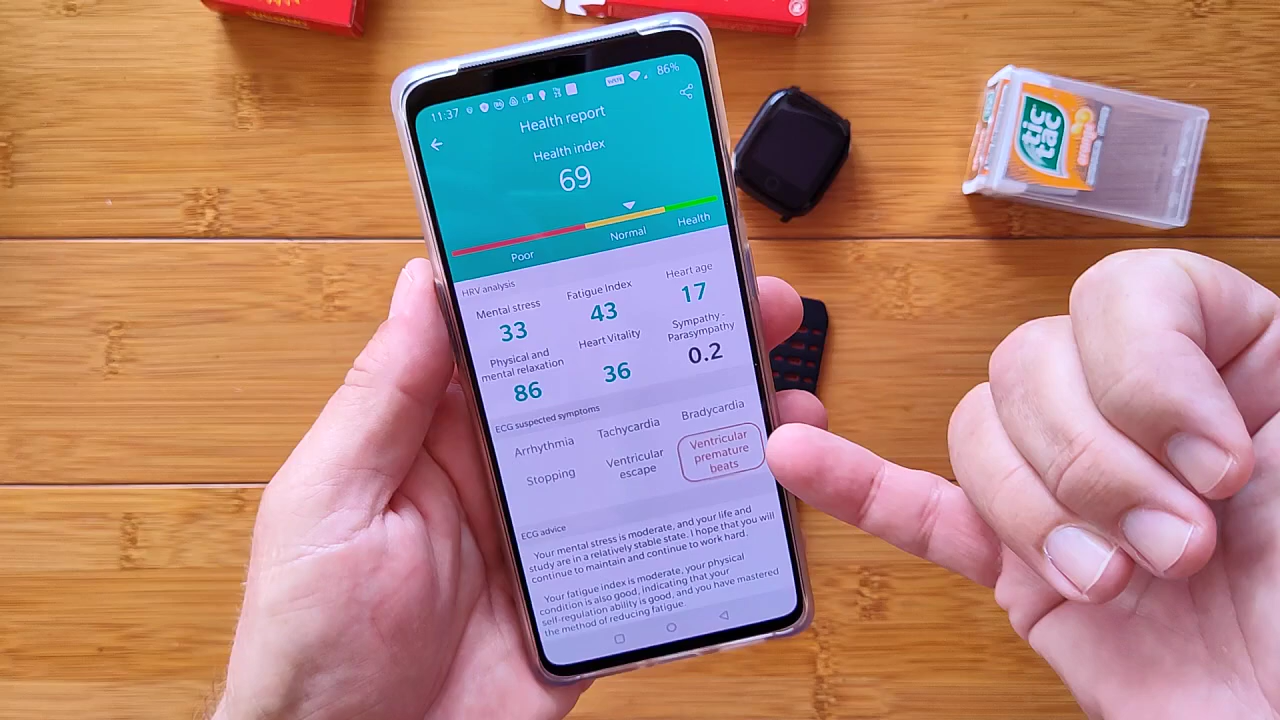 11:37
86%
Health report
Health index
69
Poor
Normal
Health
HRV analysis
Mental stress
33
Fatigue Index
43
Heart age
17
Physical and
mental relaxation
86
Heart Vitality
36
Sympathy -
Parasympathy
0.2
ECG suspected symptoms
Arrhythmia
Tachycardia
Bradycardia
Stopping
Ventricular
escape
Ventricular
premature
beats
ECG advice
Your mental stress is moderate, and your life and
study are in a relatively stable state. I hope that you will
continue to maintain and continue to work hard.
Your fatigue index is moderate, your physical
condition is also good, indicating that your
self-regulation ability is good, and you have mastered
the method of reducing fatigue.
tic
tac